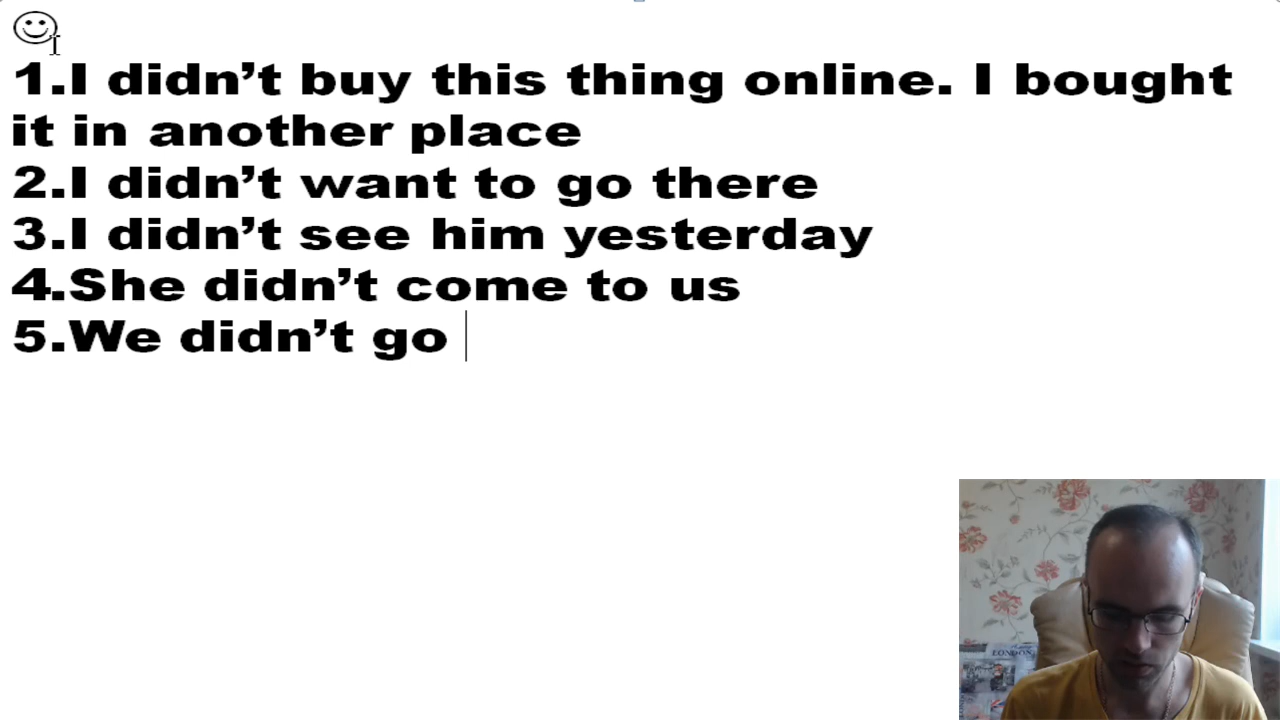 1.I didn’t buy this thing online. I bought
it in another place
2.I didn’t want to go there
3.I didn’t see him yesterday
4.She didn’t come to us
5.We didn’t go
LONDON